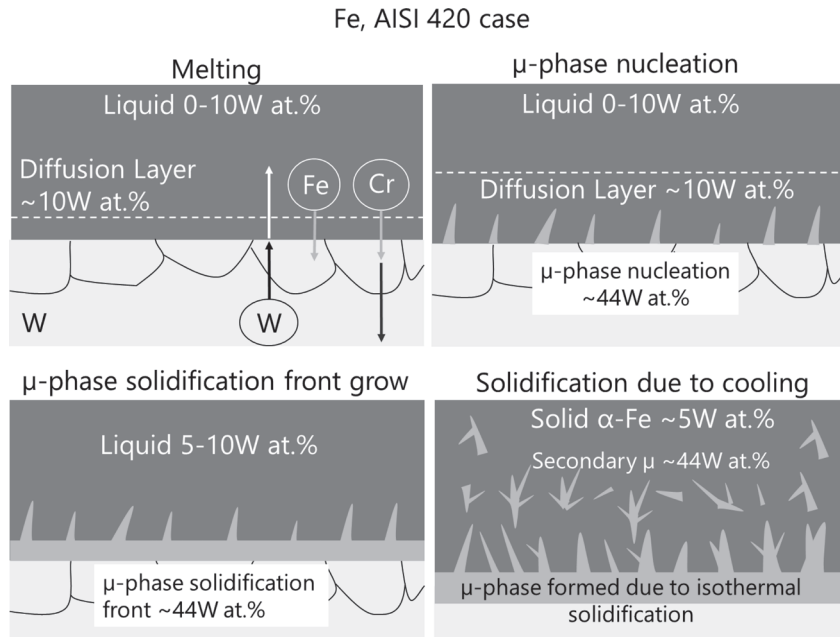 Fe, AISI 420 case
Melting
Liquid 0-10W at.%
Diffusion Layer
~10W at.%
Fe
Cr
W
W
μ-phase nucleation
Liquid 0-10W at.%
Diffusion Layer ~10W at.%
μ-phase nucleation
~44W at.%
μ-phase solidification front grow
Liquid 5-10W at.%
μ-phase solidification
front ~44W at.%
Solidification due to cooling
Solid α-Fe ~5W at.%
Secondary μ ~44W at.%
μ-phase formed due to isothermal
solidification